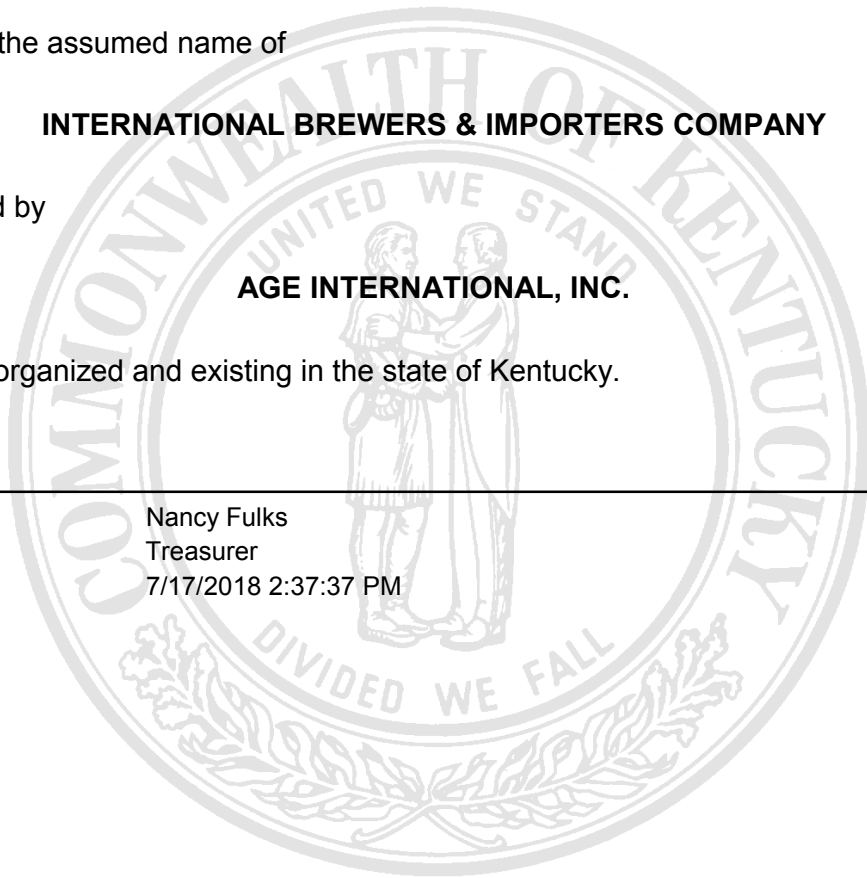 the assumed name of
INTERNATIONAL BREWERS & IMPORTERS COMPANY
d by
AGE INTERNATIONAL, INC.
organized and existing in the state of Kentucky.
Nancy Fulks
Treasurer
7/17/2018 2:37:37 PM
COMMONWEALTH OF KENTUCKY
UNITED WE STAND
DIVIDED WE FALL